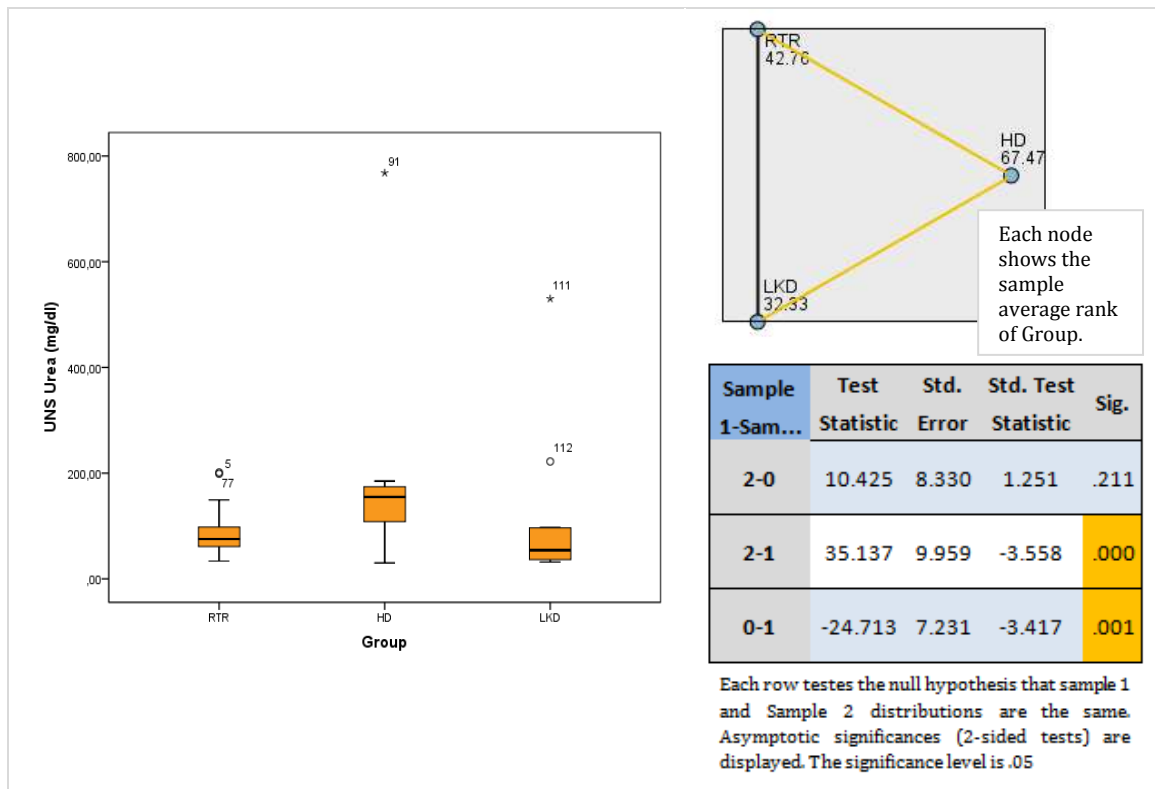 800,00
600,00
400,00
200,00
,00
UNS Urea (mg/dl)
91
111
112
5
77
RTR
HD
LKD
Group
RTR
42.76
HD
67.47
LKD
32.33
Each node
shows the
sample
average rank
of Group.
Sample
1-Sam... Test
Statistic Std.
Error Std. Test
Statistic Sig.
2-0 10.425 8.330 1.251 .211
2-1 35.137 9.959 -3.558 .000
0-1 -24.713 7.231 -3.417 .001
Each row testes the null hypothesis that sample 1
and Sample 2 distributions are the same.
Asymptotic significances (2-sided tests) are
displayed. The significance level is .05